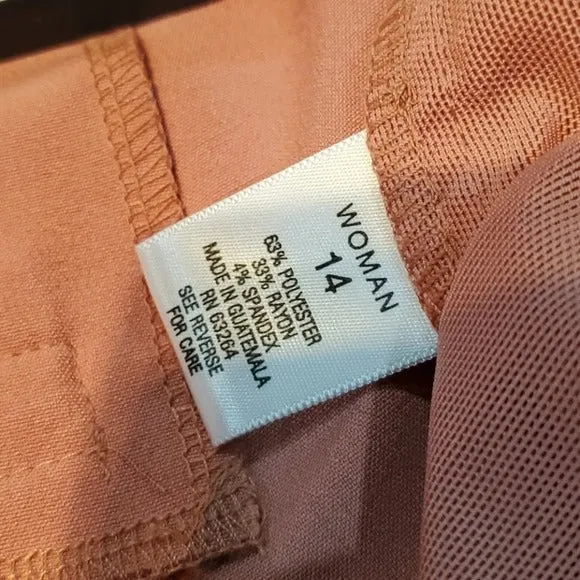 WOMAN
14
63% POLYESTER
33% RAYON
4% SPANDEX
MADE IN GUATEMALA
RN 63264
SEE REVERSE
FOR CARE